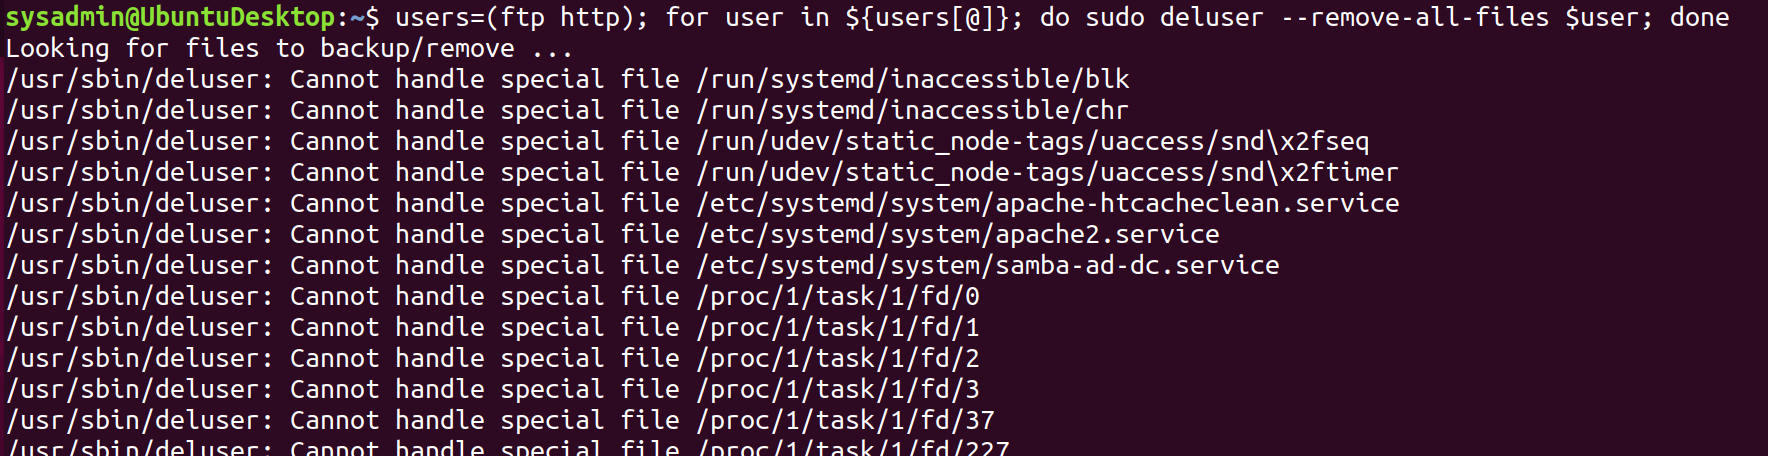 sysadmin@UbuntuDesktop:~$ users=(ftp http); for user in ${users[@]}; do sudo deluser --remove-all-files $user; done
Looking for files to backup/remove ...
/usr/sbin/deluser: Cannot handle special file /run/systemd/inaccessible/blk
/usr/sbin/deluser: Cannot handle special file /run/systemd/inaccessible/chr
/usr/sbin/deluser: Cannot handle special file /run/udev/static_node-tags/uaccess/snd\x2fseq
/usr/sbin/deluser: Cannot handle special file /run/udev/static_node-tags/uaccess/snd\x2ftimer
/usr/sbin/deluser: Cannot handle special file /etc/systemd/system/apache-htcacheclean.service
/usr/sbin/deluser: Cannot handle special file /etc/systemd/system/apache2.service
/usr/sbin/deluser: Cannot handle special file /etc/systemd/system/samba-ad-dc.service
/usr/sbin/deluser: Cannot handle special file /proc/1/task/1/fd/0
/usr/sbin/deluser: Cannot handle special file /proc/1/task/1/fd/1
/usr/sbin/deluser: Cannot handle special file /proc/1/task/1/fd/2
/usr/sbin/deluser: Cannot handle special file /proc/1/task/1/fd/3
/usr/sbin/deluser: Cannot handle special file /proc/1/task/1/fd/37
/usr/sbin/deluser: Cannot handle special file /proc/1/task/1/fd/227